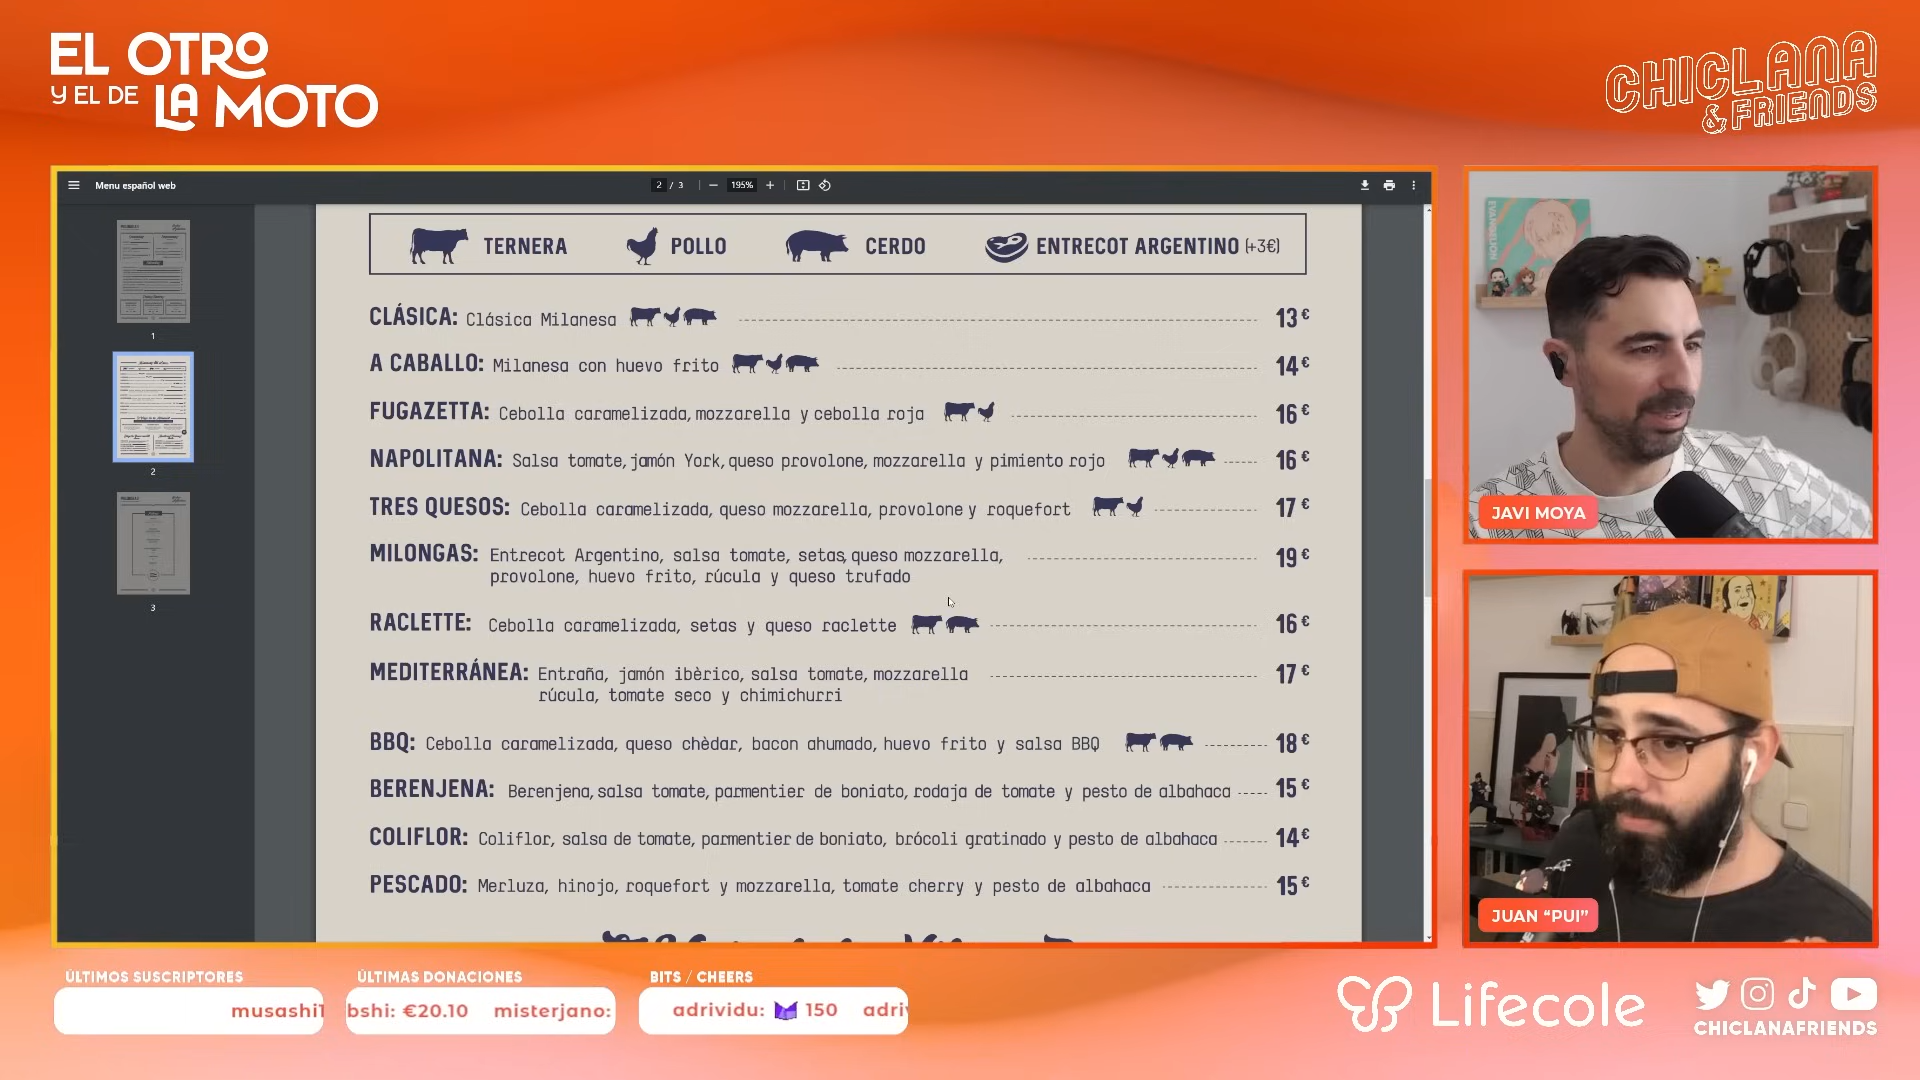 EL OTRO
Y EL DE LA MOTO
CHICLANA
& FRIENDS
Menu español web
2 / 3
195%
1
2
3
TERNERA
POLLO
CERDO
ENTRECOT ARGENTINO (+3€)
CLÁSICA: Clásica Milanesa 13€
A CABALLO: Milanesa con huevo frito 14€
FUGAZETTA: Cebolla caramelizada, mozzarella y cebolla roja 16€
NAPOLITANA: Salsa tomate, jamón York, queso provolone, mozzarella y pimiento rojo 16€
TRES QUESOS: Cebolla caramelizada, queso mozzarella, provolone y roquefort 17€
MILONGAS: Entrecot Argentino, salsa tomate, setas, queso mozzarella, 19€
provolone, huevo frito, rúcula y queso trufado
RACLETTE: Cebolla caramelizada, setas y queso raclette 16€
MEDITERRÁNEA: Entraña, jamón ibèrico, salsa tomate, mozzarella 17€
rúcula, tomate seco y chimichurri
BBQ: Cebolla caramelizada, queso chèdar, bacon ahumado, huevo frito y salsa BBQ 18€
BERENJENA: Berenjena, salsa tomate, parmentier de boniato, rodaja de tomate y pesto de albahaca 15€
COLIFLOR: Coliflor, salsa de tomate, parmentier de boniato, brócoli gratinado y pesto de albahaca 14€
PESCADO: Merluza, hinojo, roquefort y mozzarella, tomate cherry y pesto de albahaca 15€
EVANGELION
JAVI MOYA
JUAN “PUI”
ÚLTIMOS SUSCRIPTORES
musashi1
ÚLTIMAS DONACIONES
bshi: €20.10 misterjano:
BITS / CHEERS
adrividu: 150 adriv
Lifecole
CHICLANAFRIENDS